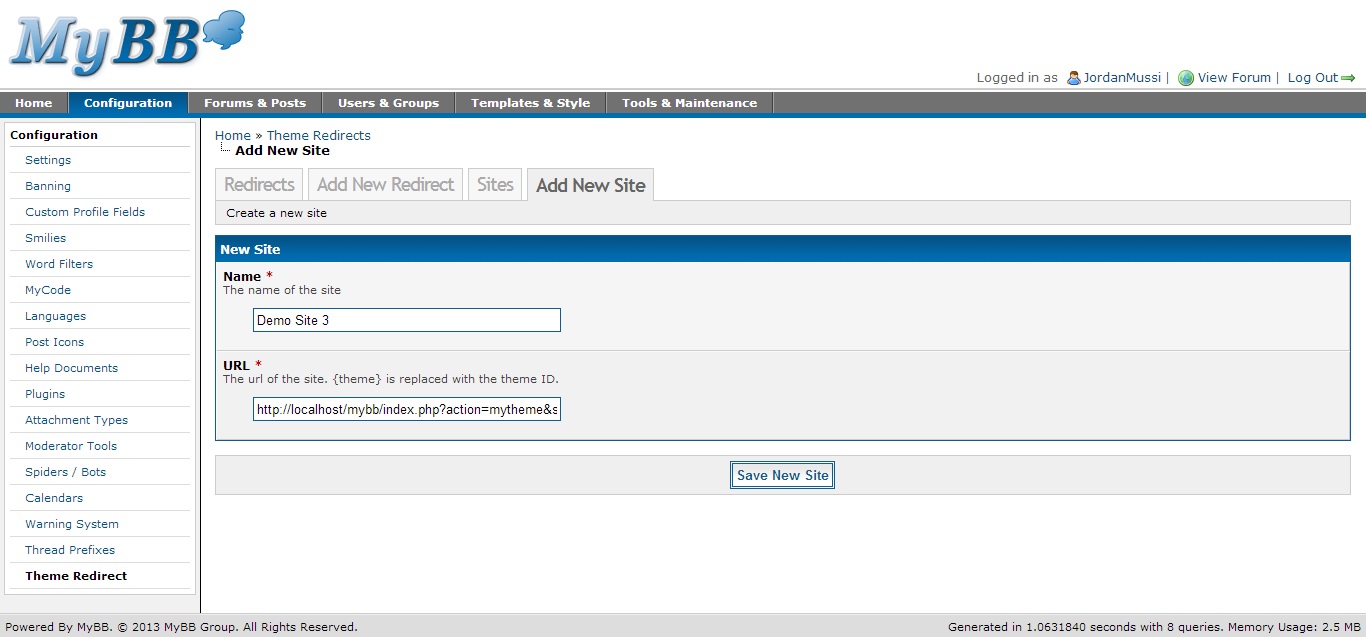 MyBB
Logged in as JordanMussi | View Forum | Log Out
Home Configuration Forums & Posts Users & Groups Templates & Style Tools & Maintenance
Configuration
Settings
Banning
Custom Profile Fields
Smilies
Word Filters
MyCode
Languages
Post Icons
Help Documents
Plugins
Attachment Types
Moderator Tools
Spiders / Bots
Calendars
Warning System
Thread Prefixes
Theme Redirect
Home » Theme Redirects
Add New Site
Redirects Add New Redirect Sites Add New Site
Create a new site
New Site
Name *
The name of the site
Demo Site 3
URL *
The url of the site. {theme} is replaced with the theme ID.
http://localhost/mybb/index.php?action=mytheme&s
Save New Site
Powered By MyBB. © 2013 MyBB Group. All Rights Reserved.
Generated in 1.0631840 seconds with 8 queries. Memory Usage: 2.5 MB